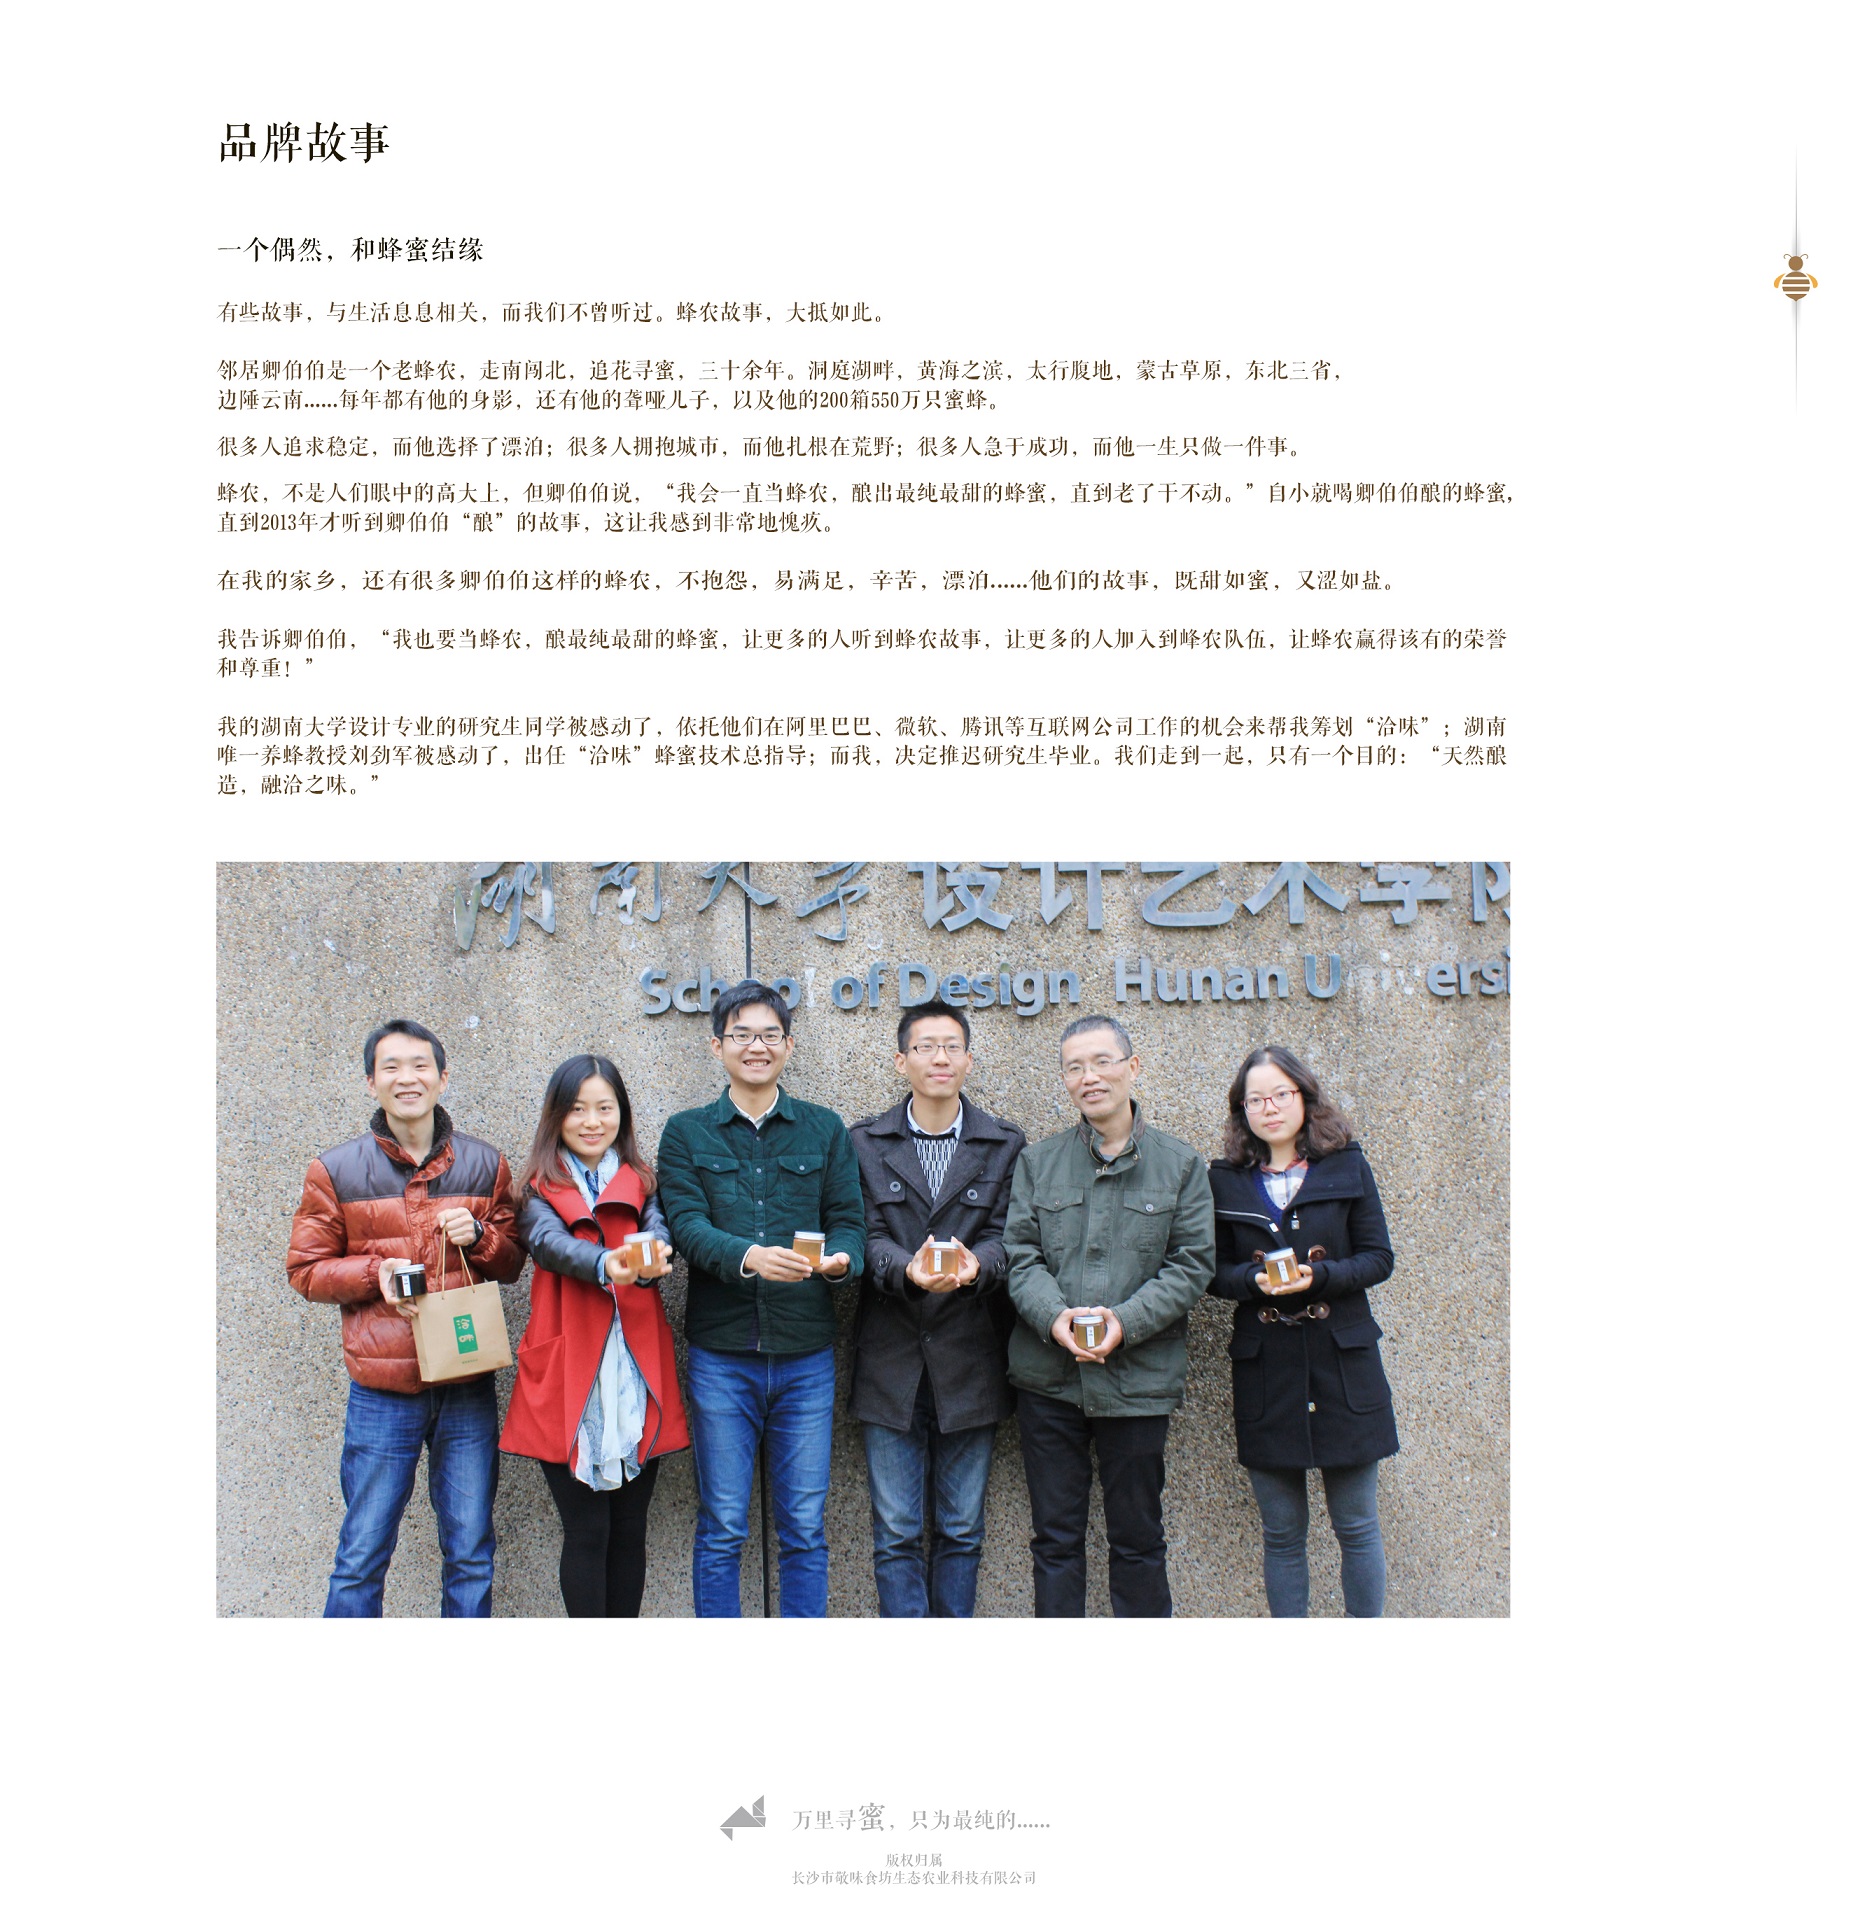 品牌故事
一个偶然，和蜂蜜结缘
有些故事，与生活息息相关，而我们不曾听过。蜂农故事，大抵如此。
邻居卿伯伯是一个老蜂农，走南闯北，追花寻蜜，三十余年。洞庭湖畔，黄海之滨，太行腹地，蒙古草原，东北三省，
边陲云南......每年都有他的身影，还有他的聋哑儿子，以及他的200箱550万只蜜蜂。
很多人追求稳定，而他选择了漂泊；很多人拥抱城市，而他扎根在荒野；很多人急于成功，而他一生只做一件事。
蜂农，不是人们眼中的高大上，但卿伯伯说，“我会一直当蜂农，酿出最纯最甜的蜂蜜，直到老了干不动。”自小就喝卿伯伯酿的蜂蜜，
直到2013年才听到卿伯伯“酿”的故事，这让我感到非常地愧疚。
在我的家乡，还有很多卿伯伯这样的蜂农，不抱怨，易满足，辛苦，漂泊......他们的故事，既甜如蜜，又涩如盐。
我告诉卿伯伯，“我也要当蜂农，酿最纯最甜的蜂蜜，让更多的人听到蜂农故事，让更多的人加入到峰农队伍，让蜂农赢得该有的荣誉
和尊重！”
我的湖南大学设计专业的研究生同学被感动了，依托他们在阿里巴巴、微软、腾讯等互联网公司工作的机会来帮我筹划“洽味”；湖南
唯一养蜂教授刘劲军被感动了，出任“洽味”蜂蜜技术总指导；而我，决定推迟研究生毕业。我们走到一起，只有一个目的：“天然酿
造，融洽之味。”
湖南大学设计艺术学院
School of Design Hunan U ersi
洽味
万里寻蜜，只为最纯的......
版权归属
长沙市敬味食坊生态农业科技有限公司